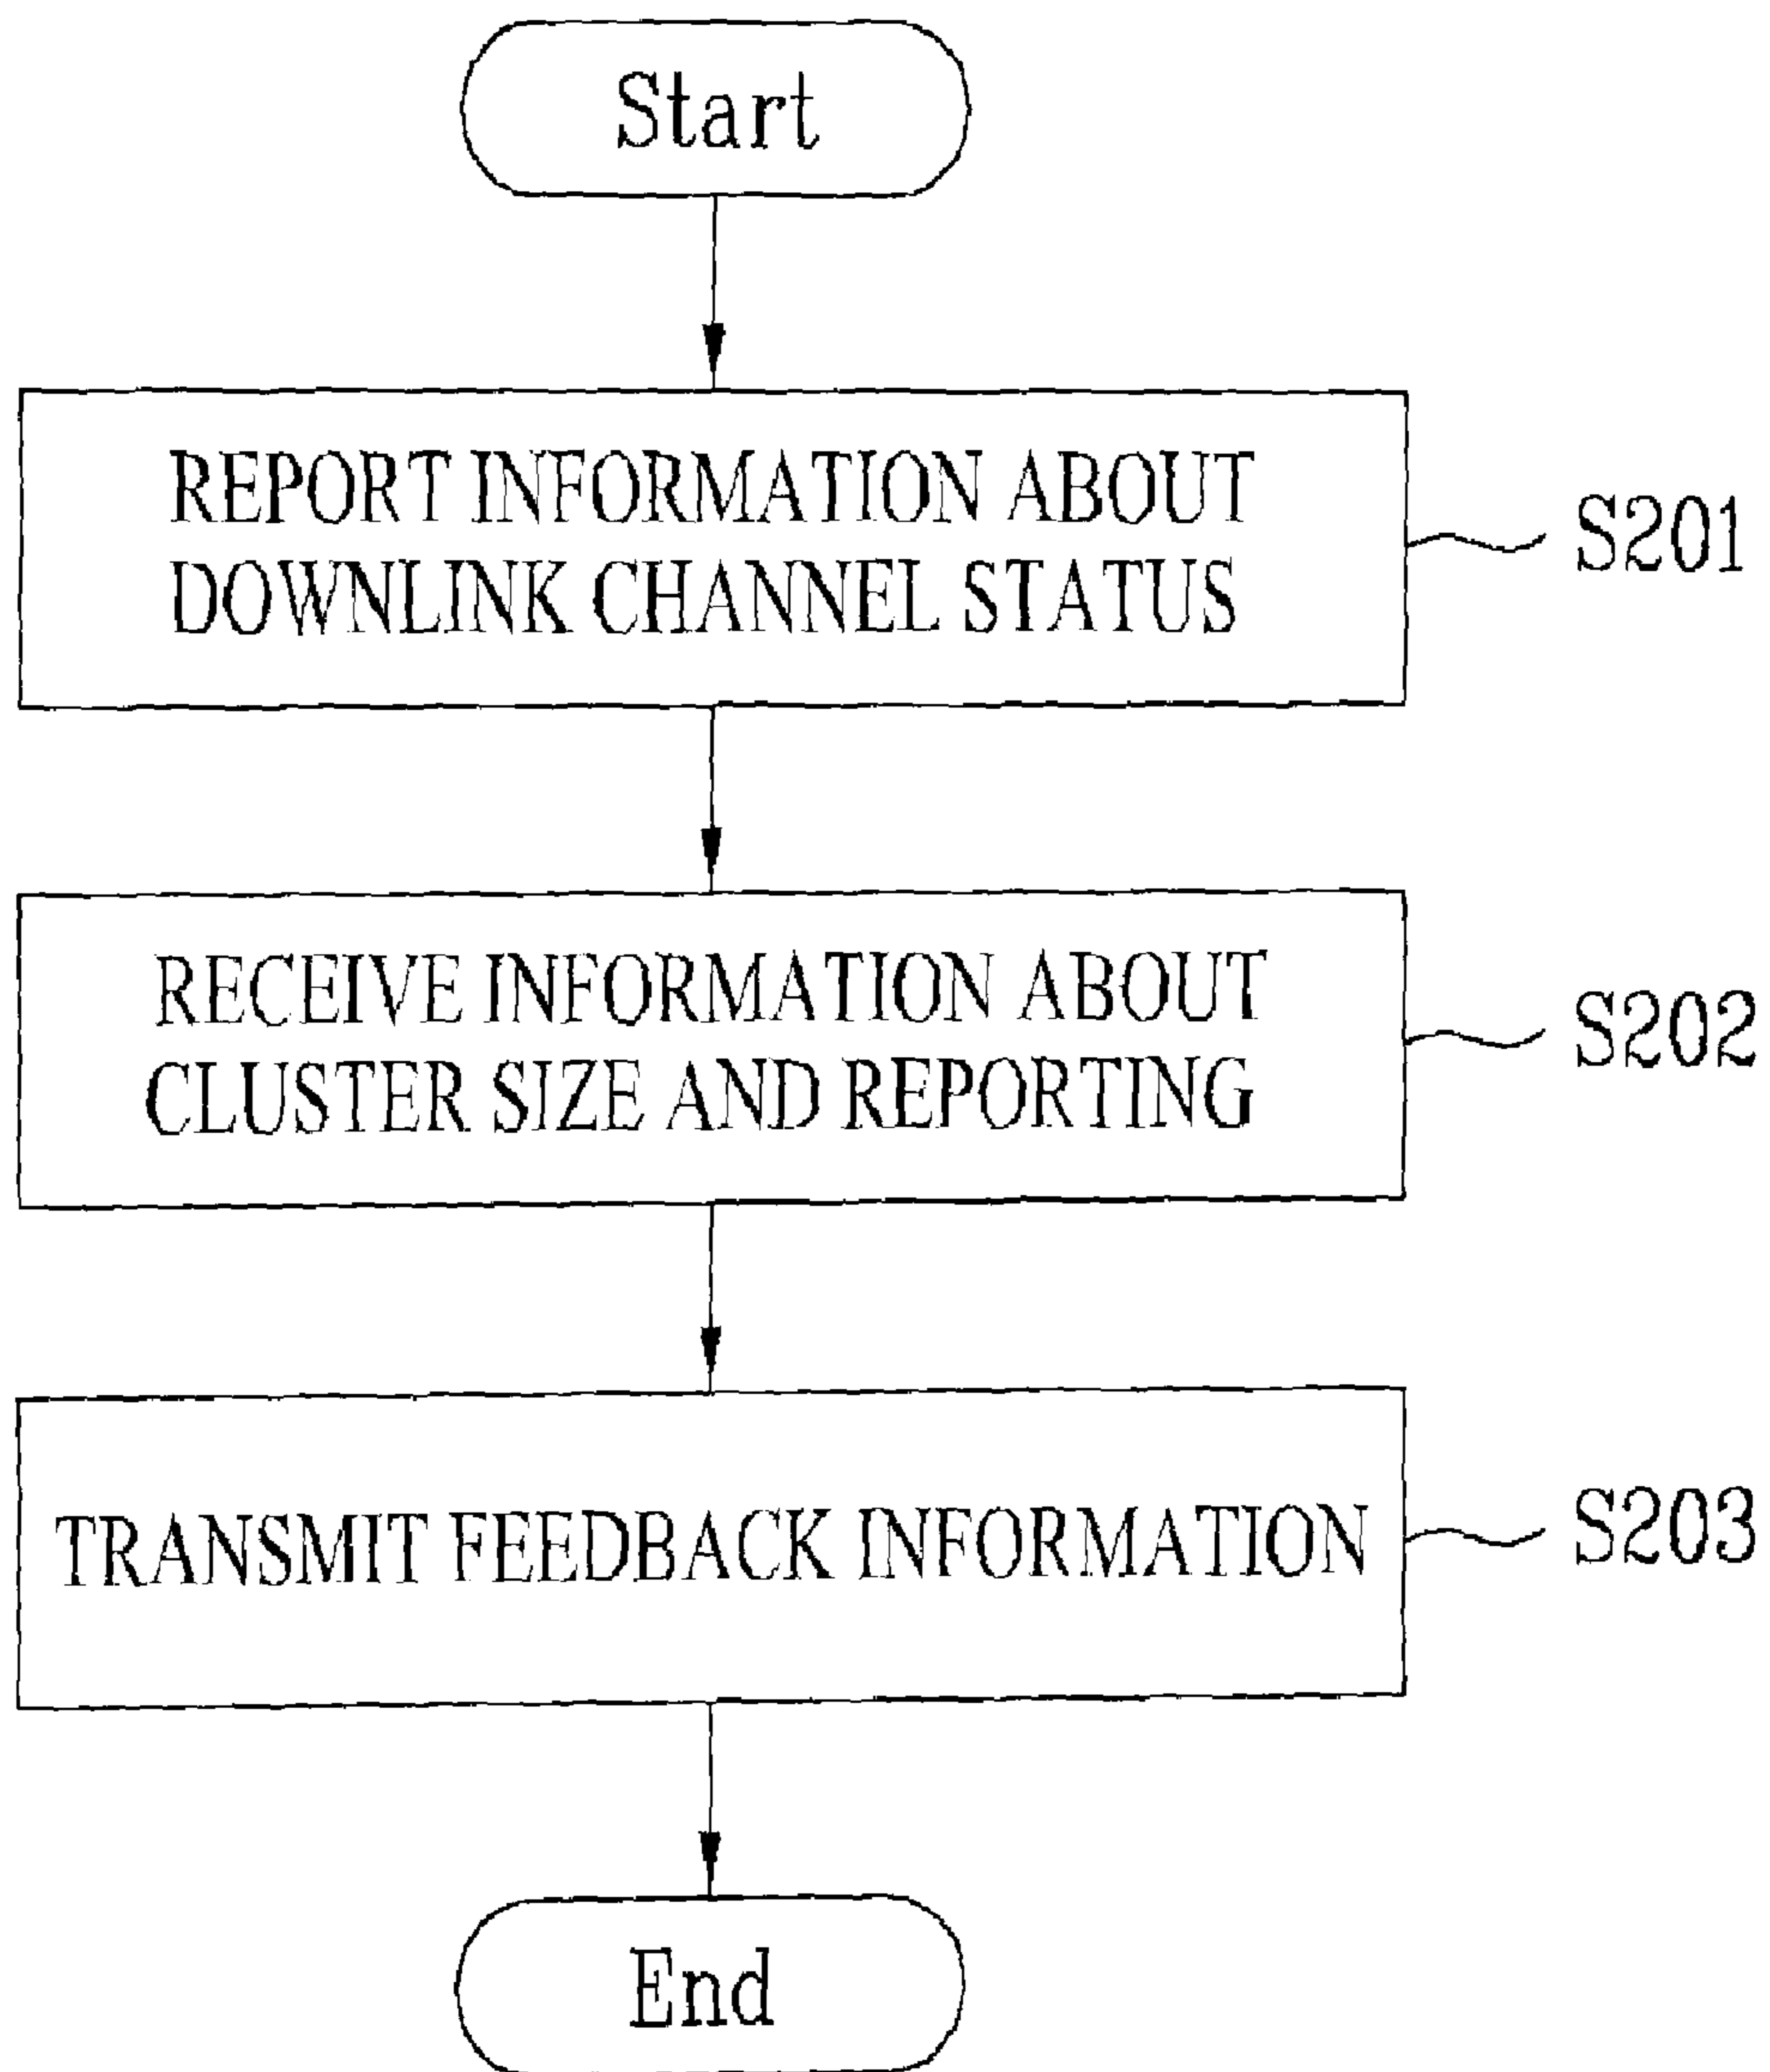 Start
REPORT INFORMATION ABOUT
DOWNLINK CHANNEL STATUS
S201
RECEIVE INFORMATION ABOUT
CLUSTER SIZE AND REPORTING
S202
TRANSMIT FEEDBACK INFORMATION
S203
End